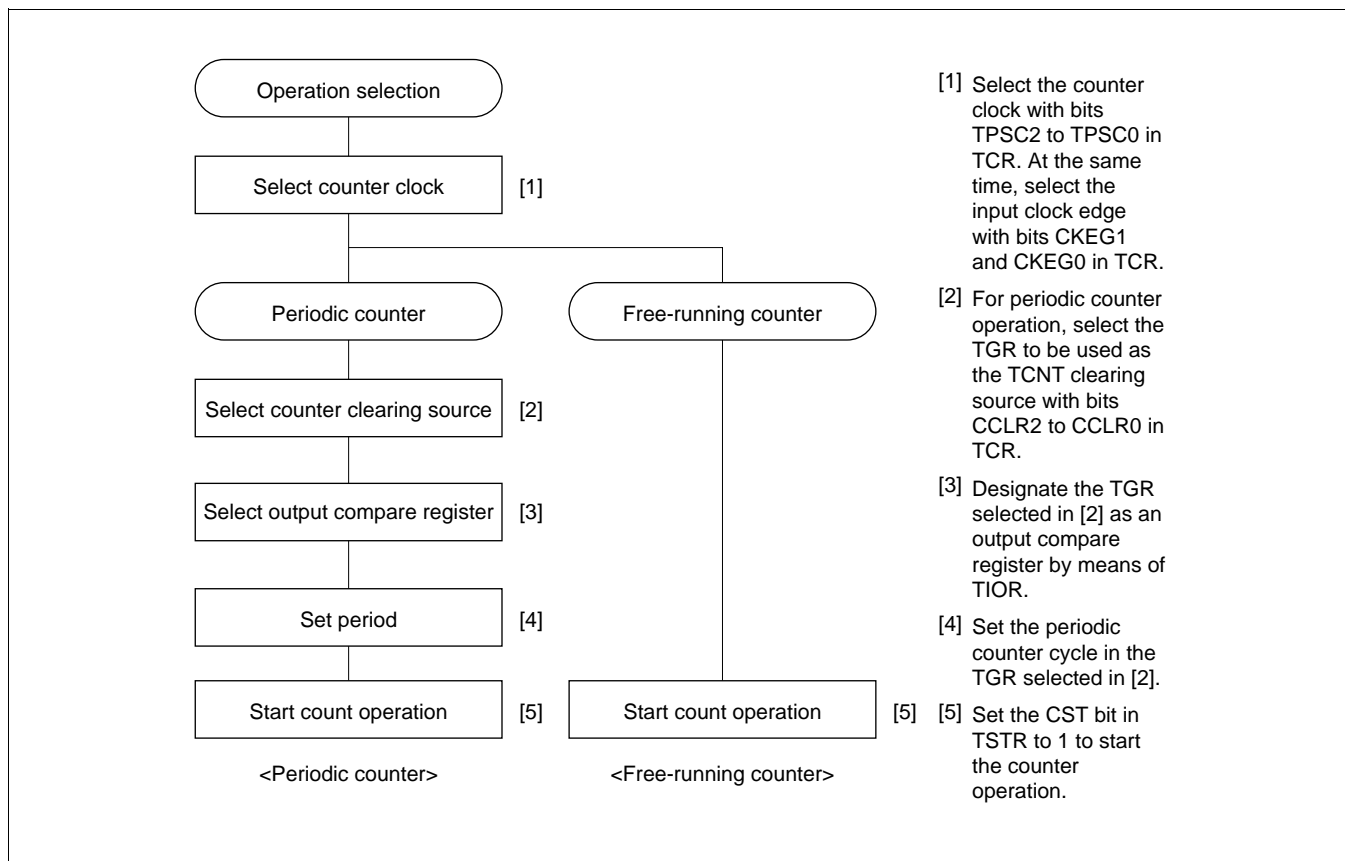 Operation selection
Select counter clock [1]
Periodic counter
Free-running counter
Select counter clearing source [2]
Select output compare register [3]
Set period [4]
Start count operation [5]
Start count operation [5]
<Periodic counter>
<Free-running counter>
[1] Select the counter
clock with bits
TPSC2 to TPSC0 in
TCR. At the same
time, select the
input clock edge
with bits CKEG1
and CKEG0 in TCR.
[2] For periodic counter
operation, select the
TGR to be used as
the TCNT clearing
source with bits
CCLR2 to CCLR0 in
TCR.
[3] Designate the TGR
selected in [2] as an
output compare
register by means of
TIOR.
[4] Set the periodic
counter cycle in the
TGR selected in [2].
[5] Set the CST bit in
TSTR to 1 to start
the counter
operation.